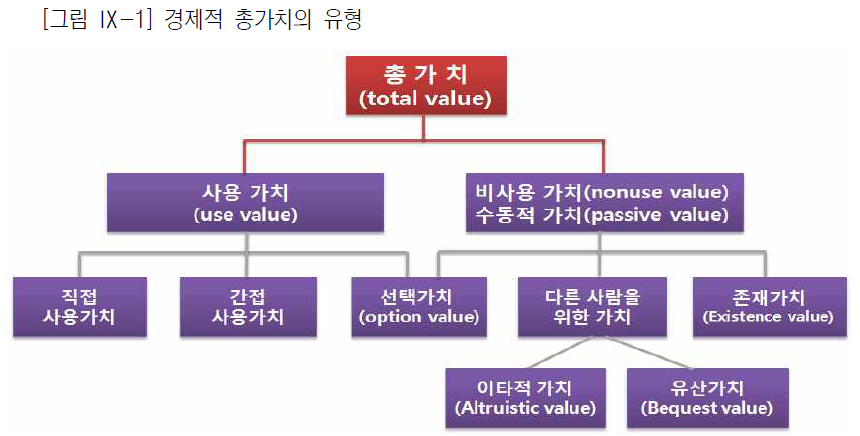 [그림 Ⅸ-1] 경제적 총가치의 유형
총 가 치
(total value)
사용 가치
(use value)
비사용 가치(nonuse value)
수동적 가치(passive value)
직접
사용가치
간접
사용가치
선택가치
(option value)
다른 사람을
위한 가치
존재가치
(Existence value)
이타적 가치
(Altruistic value)
유산가치
(Bequest value)